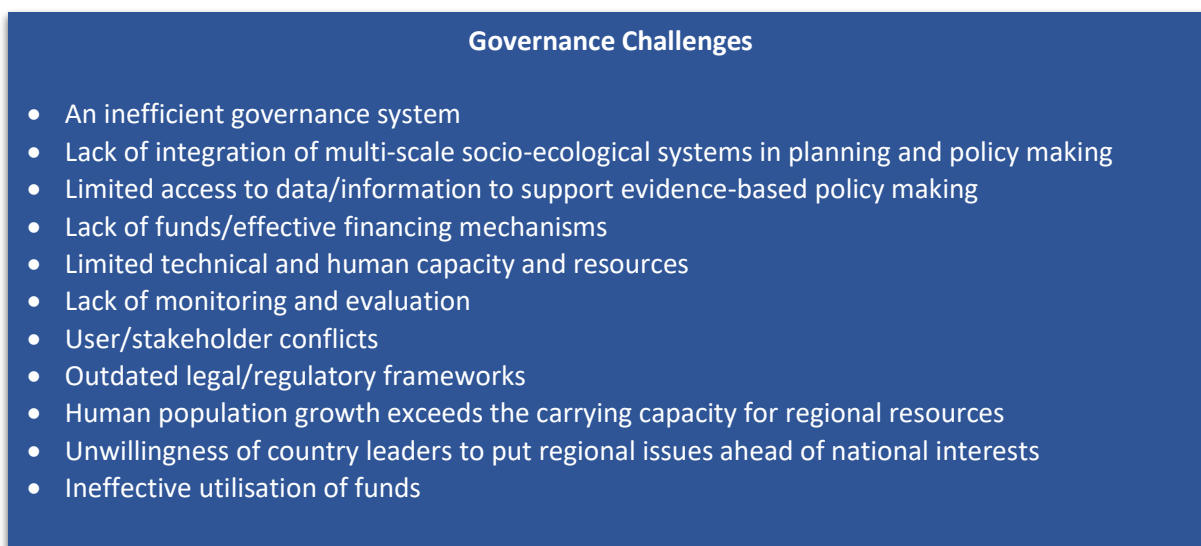 Governance Challenges
• An inefficient governance system
• Lack of integration of multi-scale socio-ecological systems in planning and policy making
• Limited access to data/information to support evidence-based policy making
• Lack of funds/effective financing mechanisms
• Limited technical and human capacity and resources
• Lack of monitoring and evaluation
• User/stakeholder conflicts
• Outdated legal/regulatory frameworks
• Human population growth exceeds the carrying capacity for regional resources
• Unwillingness of country leaders to put regional issues ahead of national interests
• Ineffective utilisation of funds